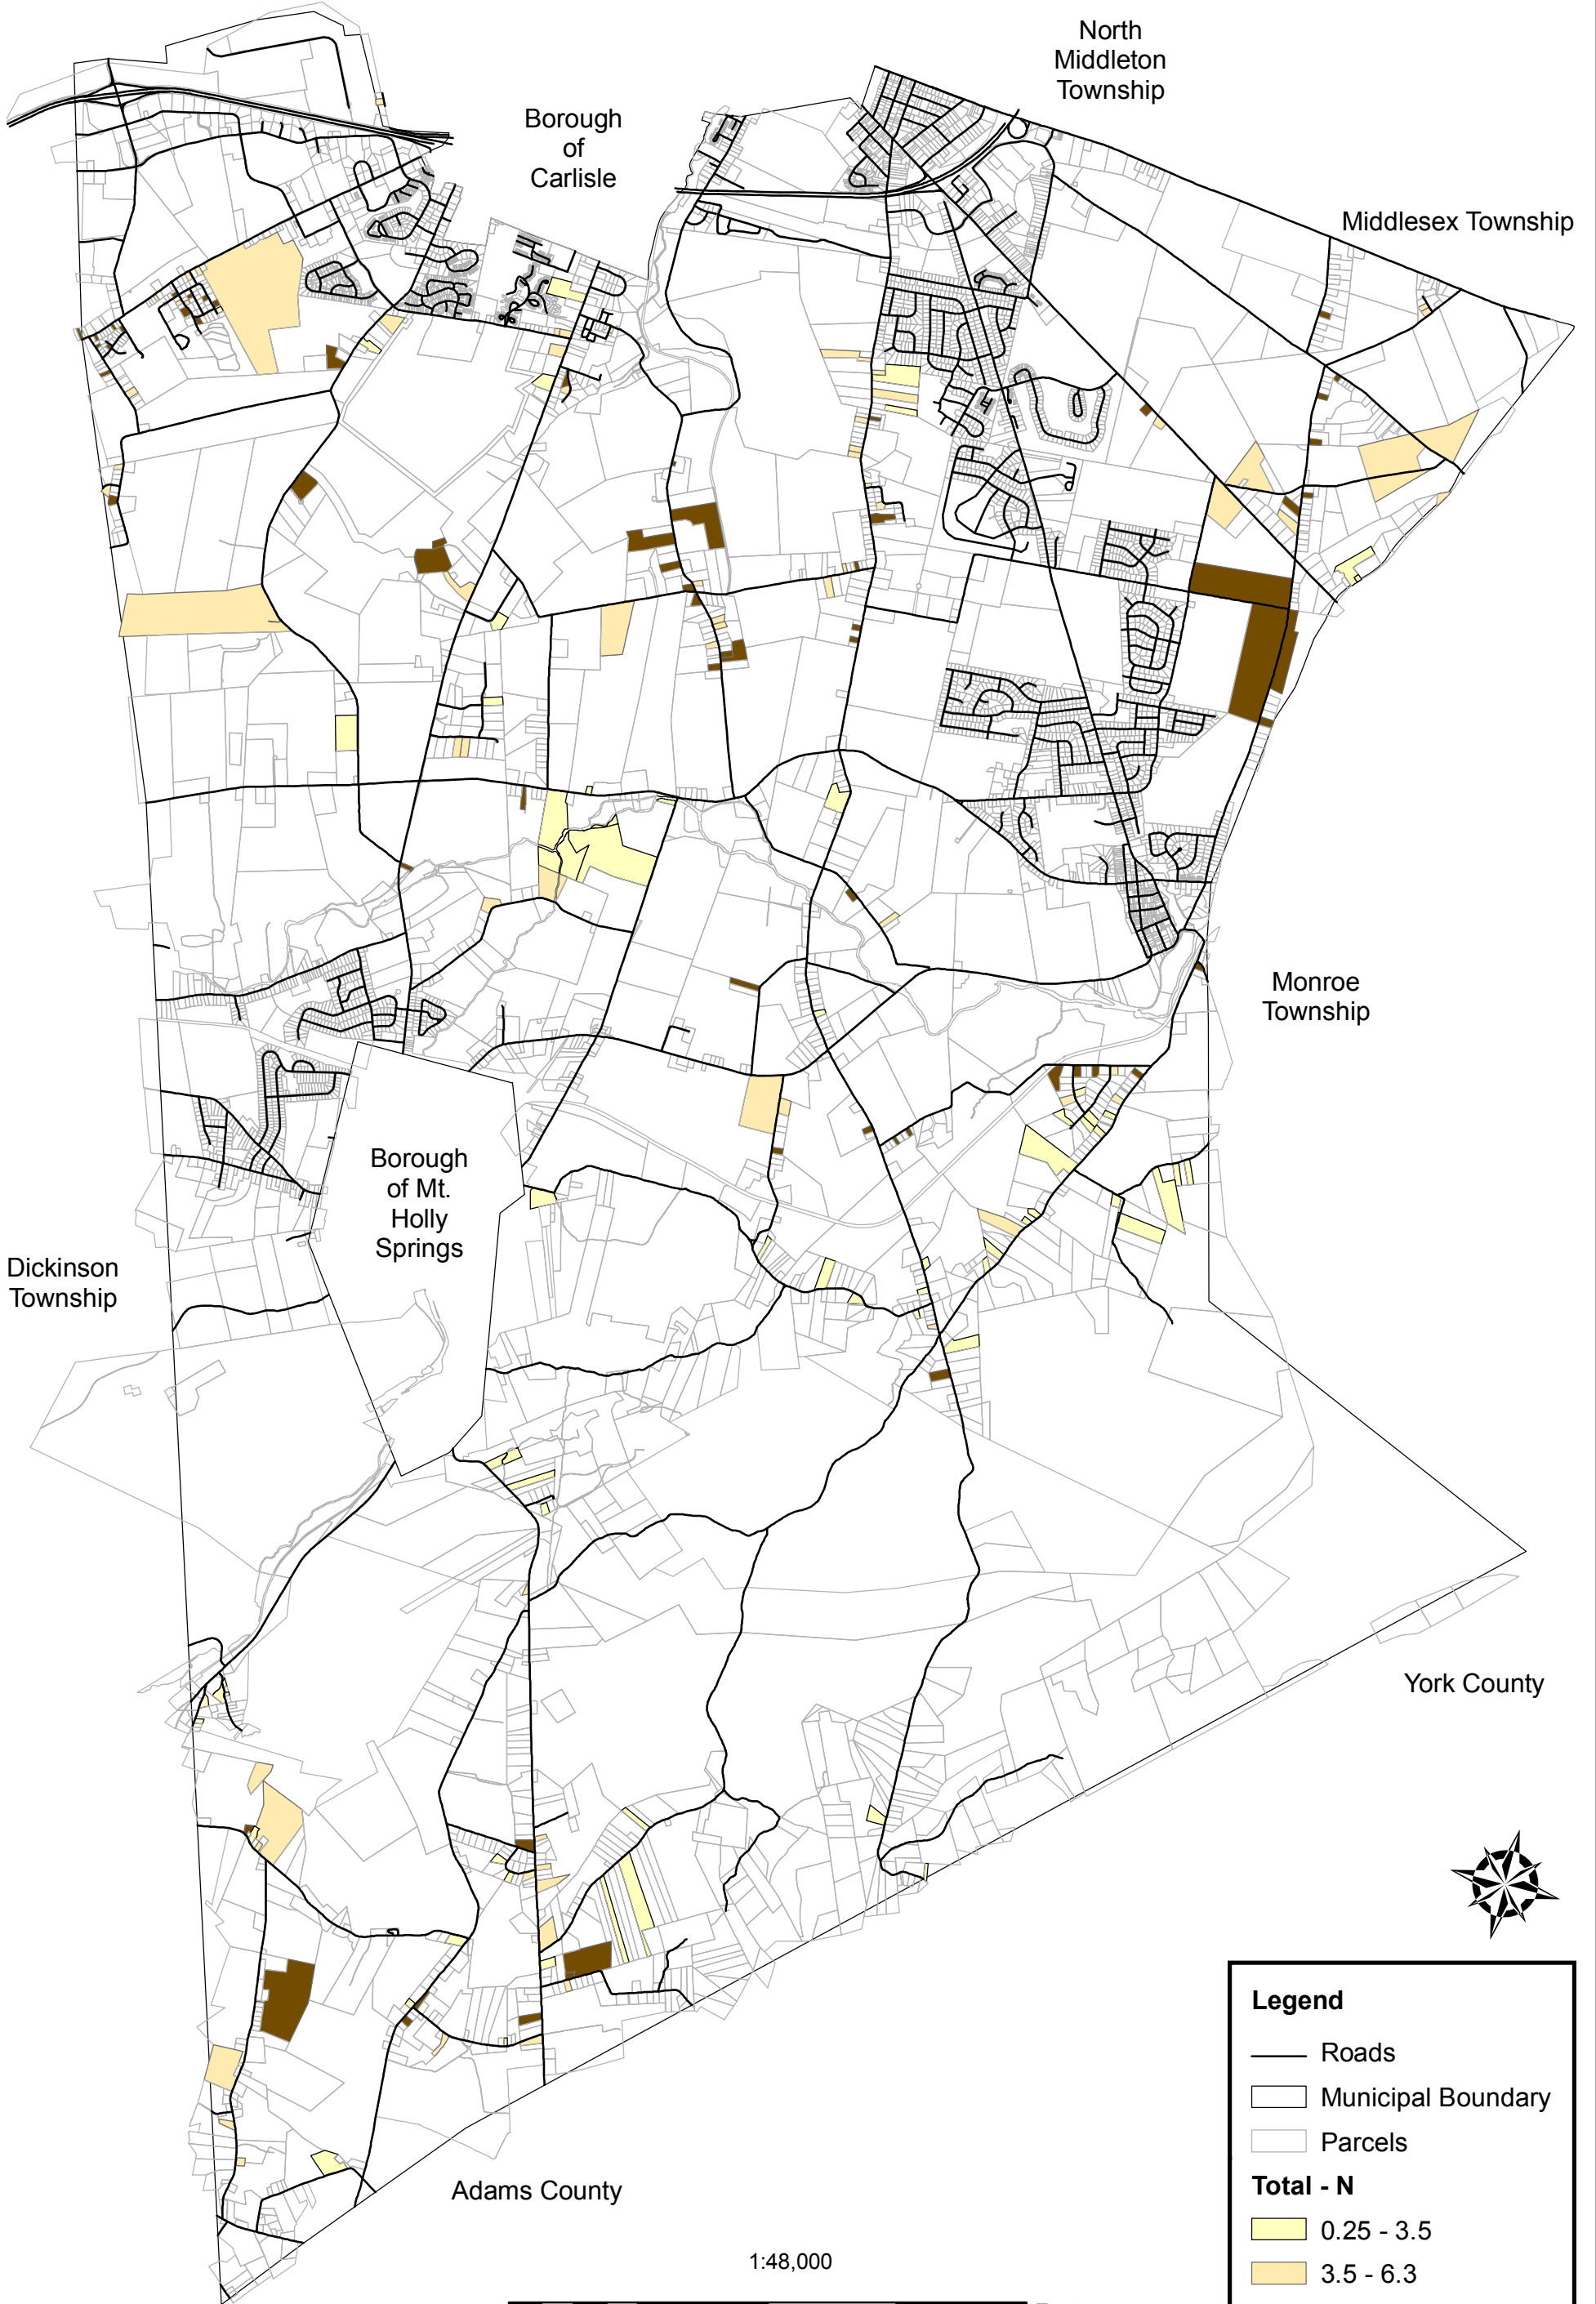 North
Middleton
Township
Borough
of
Carlisle
Middlesex Township
Monroe
Township
Borough
of Mt.
Holly
Springs
Dickinson
Township
York County
Adams County
1:48,000
Legend
Roads
Municipal Boundary
Parcels
Total - N
0.25 - 3.5
3.5 - 6.3